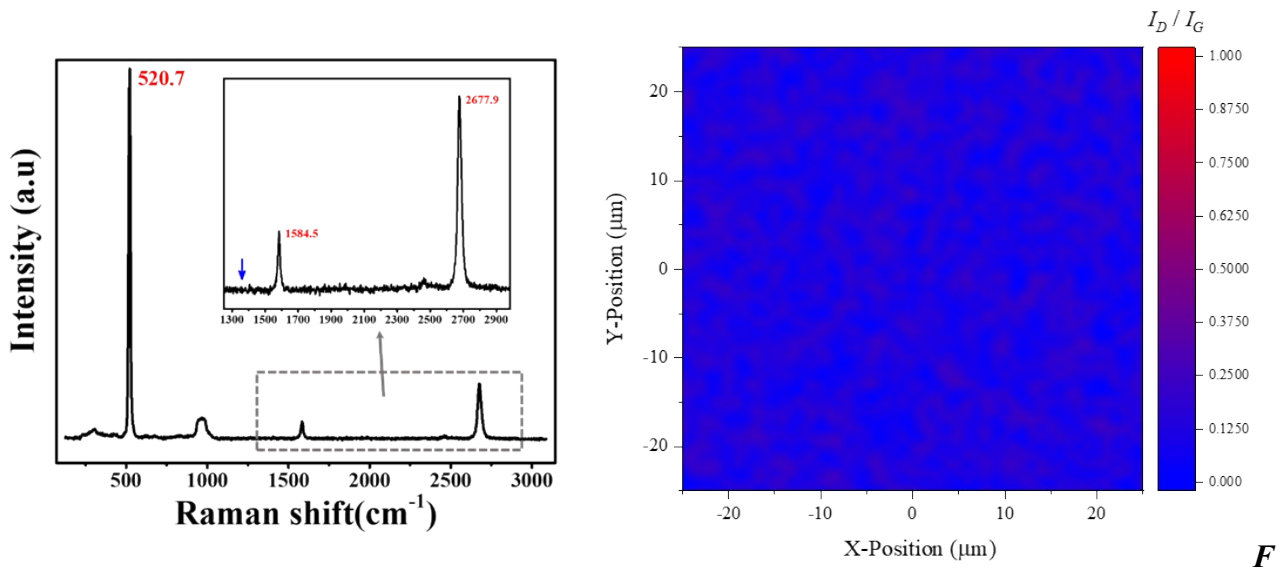 520.7
2677.9
1584.5
1300 1500 1700 1900 2100 2300 2500 2700 2900
500 1000 1500 2000 2500 3000
Raman shift(cm⁻¹)
Intensity (a.u)
I_D / I_G
1.000
0.8750
0.7500
0.6250
0.5000
0.3750
0.2500
0.1250
0.000
20
10
0
-10
-20
Y-Position (μm)
-20 -10 0 10 20
X-Position (μm)
F